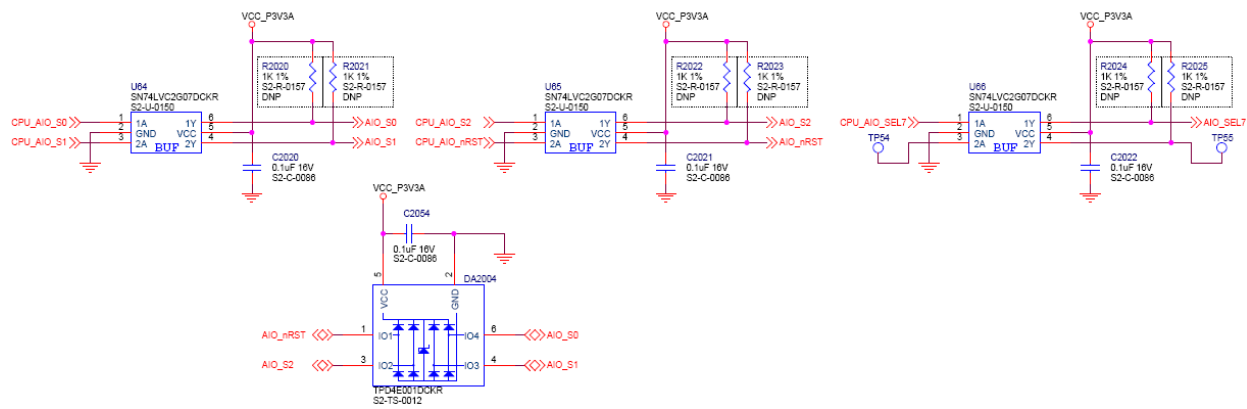 VCC_P3V3A
VCC_P3V3A
VCC_P3V3A
R2020
1K 1%
S2-R-0157
DNP
R2021
1K 1%
S2-R-0157
DNP
R2022
1K 1%
S2-R-0157
DNP
R2023
1K 1%
S2-R-0157
DNP
R2024
1K 1%
S2-R-0157
DNP
R2025
1K 1%
S2-R-0157
DNP
U64
SN74LVC2G07DCKR
S2-U-0150
CPU_AIO_S0 1 1A 1Y 6 AIO_S0
2 GND VCC 5
CPU_AIO_S1 3 2A 2Y 4 AIO_S1
BUF
C2020
0.1uF 16V
S2-C-0086
U65
SN74LVC2G07DCKR
S2-U-0150
CPU_AIO_S2 1 1A 1Y 6 AIO_S2
2 GND VCC 5
CPU_AIO_nRST 3 2A 2Y 4 AIO_nRST
BUF
C2021
0.1uF 16V
S2-C-0086
U66
SN74LVC2G07DCKR
S2-U-0150
CPU_AIO_SEL7 1 1A 1Y 6 AIO_SEL7
2 GND VCC 5
TP54 3 2A 2Y 4 TP55
BUF
C2022
0.1uF 16V
S2-C-0086
VCC_P3V3A
C2054
0.1uF 16V
S2-C-0086
5 2
DA2004
VCC GND
AIO_nRST 1 IO1 IO4 6 AIO_S0
AIO_S2 3 IO2 IO3 4 AIO_S1
TPD4E001DCKR
S2-TS-0012